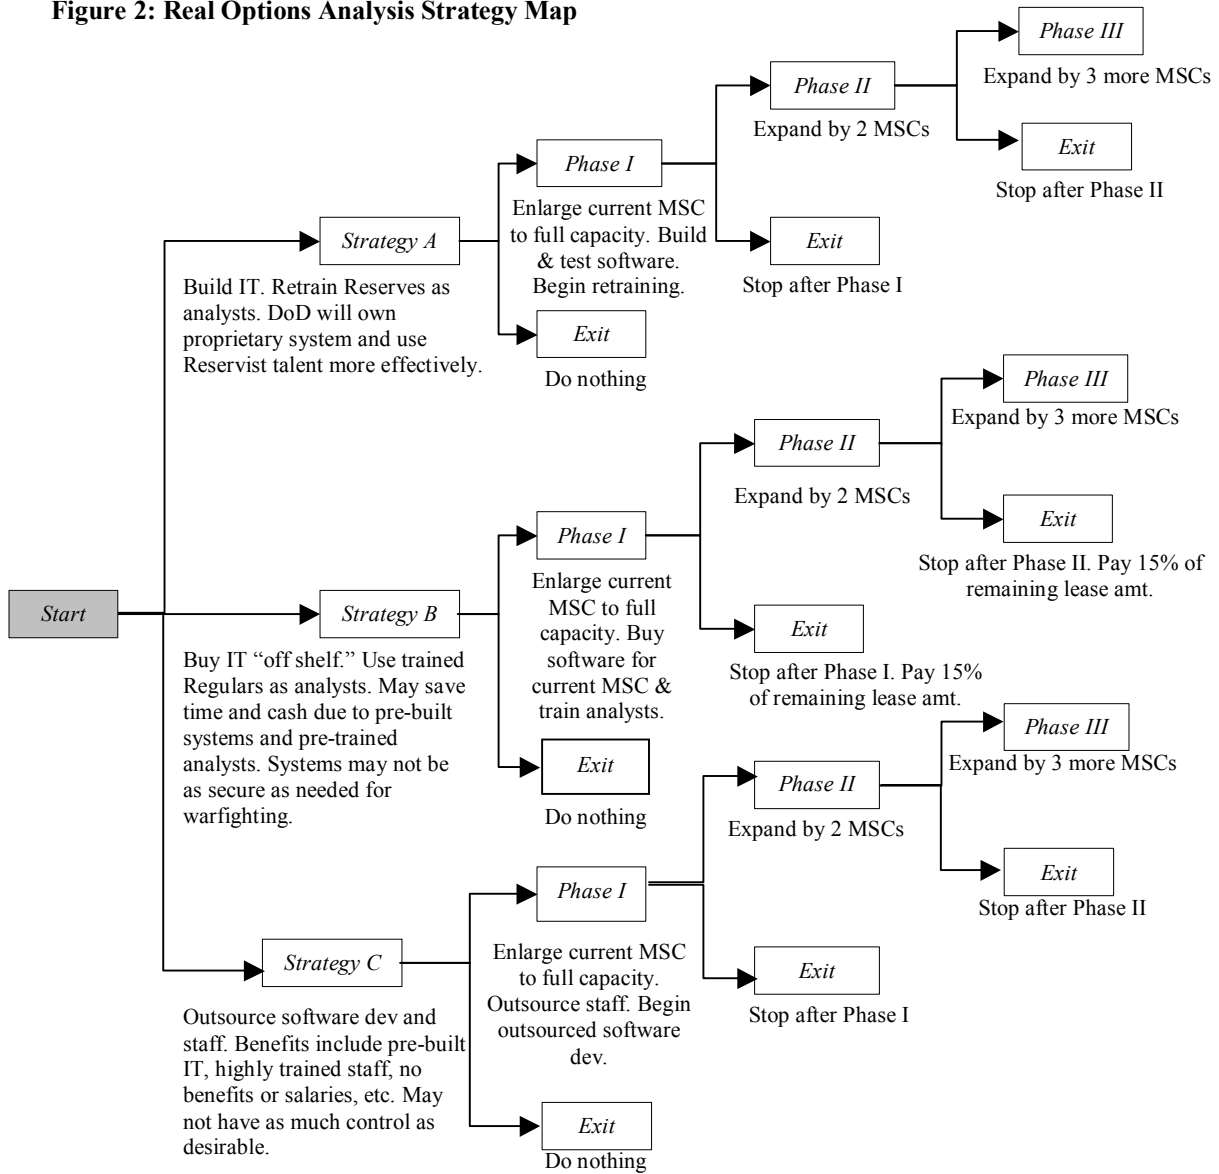 Figure 2: Real Options Analysis Strategy Map
Phase III
Expand by 3 more MSCs
Phase II
Expand by 2 MSCs
Exit
Stop after Phase II
Phase I
Enlarge current MSC
to full capacity. Build
& test software.
Begin retraining.
Exit
Stop after Phase I
Strategy A
Build IT. Retrain Reserves as
analysts. DoD will own
proprietary system and use
Reservist talent more effectively.
Exit
Do nothing
Phase III
Expand by 3 more MSCs
Phase II
Expand by 2 MSCs
Exit
Stop after Phase II. Pay 15% of
remaining lease amt.
Phase I
Enlarge current
MSC to full
capacity. Buy
software for
current MSC &
train analysts.
Start
Strategy B
Buy IT “off shelf.” Use trained
Regulars as analysts. May save
time and cash due to pre-built
systems and pre-trained
analysts. Systems may not be
as secure as needed for
warfighting.
Exit
Stop after Phase I. Pay 15%
of remaining lease amt.
Exit
Do nothing
Phase III
Expand by 3 more MSCs
Phase II
Expand by 2 MSCs
Exit
Stop after Phase II
Phase I
Enlarge current MSC
to full capacity.
Outsource staff. Begin
outsourced software
dev.
Exit
Stop after Phase I
Strategy C
Outsource software dev and
staff. Benefits include pre-built
IT, highly trained staff, no
benefits or salaries, etc. May
not have as much control as
desirable.
Exit
Do nothing